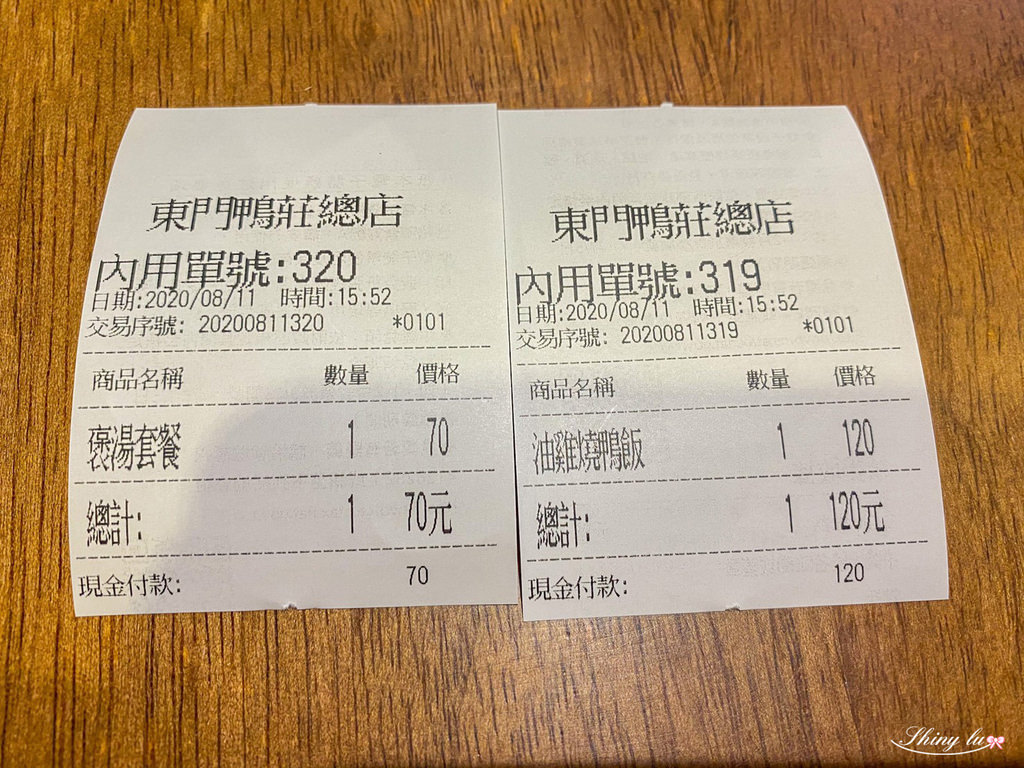 東門鴨莊總店
內用單號:320
日期:2020/08/11 時間:15:52
交易序號: 20200811320 *0101
商品名稱 數量 價格
褒湯套餐 1 70
總計: 1 70元
現金付款: 70
東門鴨莊總店
內用單號:319
日期:2020/08/11 時間:15:52
交易序號: 20200811319 *0101
商品名稱 數量 價格
油雞燒鴨飯 1 120
總計: 1 120元
現金付款: 120
Shiny lu